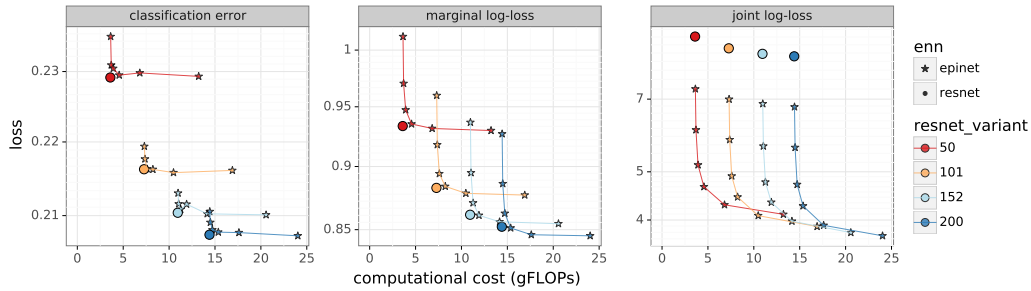 classification error
marginal log-loss
joint log-loss
loss
0.23
0.22
0.21
0 5 10 15 20 25
1
0.95
0.9
0.85
0 5 10 15 20 25
7
5
4
0 5 10 15 20 25
computational cost (gFLOPs)
enn
epinet
resnet
resnet_variant
50
101
152
200